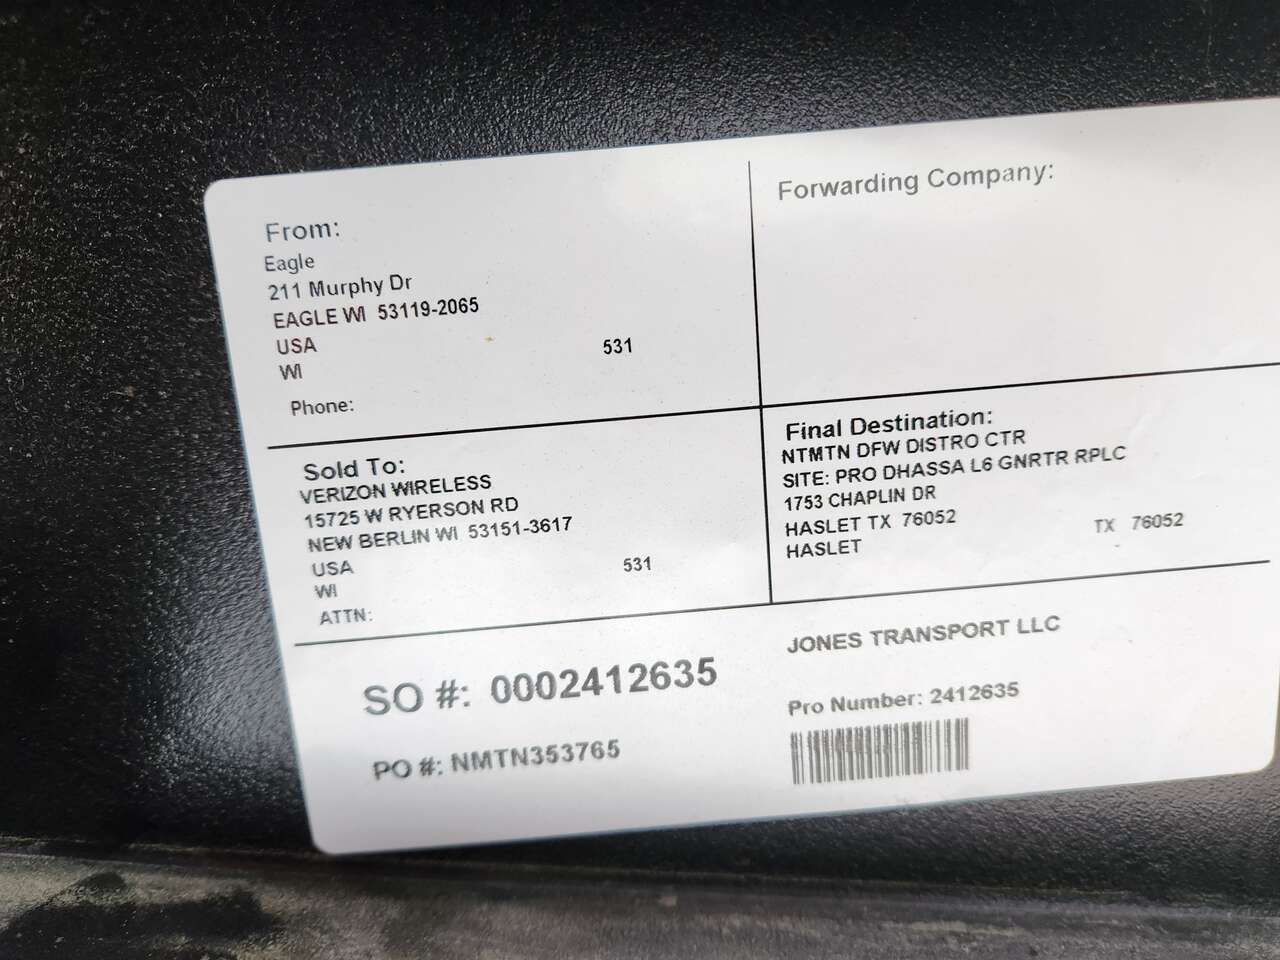 From:
Eagle
211 Murphy Dr
EAGLE WI 53119-2065
USA 531
WI
Phone:
Forwarding Company:
Sold To:
VERIZON WIRELESS
15725 W RYERSON RD
NEW BERLIN WI 53151-3617
USA 531
WI
ATTN:
Final Destination:
NTMTN DFW DISTRO CTR
SITE: PRO DHASSA L6 GNRTR RPLC
1753 CHAPLIN DR
HASLET TX 76052
HASLET TX 76052
SO #: 0002412635
PO #: NMTN353765
JONES TRANSPORT LLC
Pro Number: 2412635